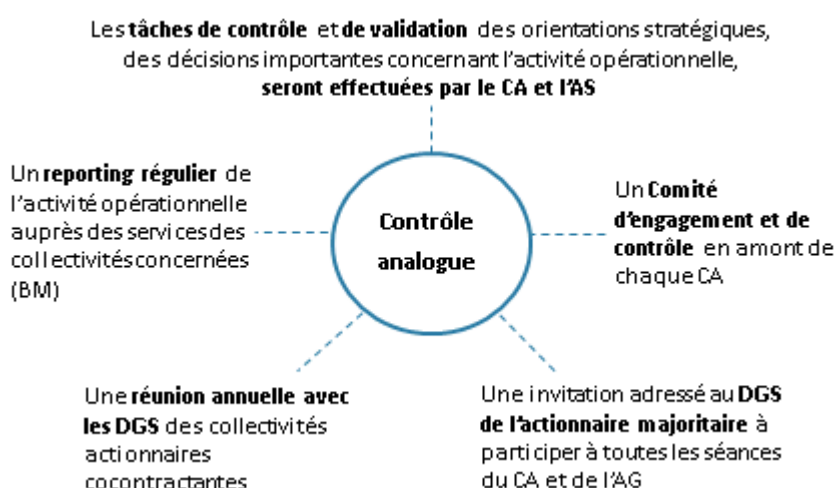 Les tâches de contrôle et de validation des orientations stratégiques,
des décisions importantes concernant l'activité opérationnelle,
seront effectuées par le CA et l'AS
Un reporting régulier de
l'activité opérationnelle
auprès des services des
collectivités concernées
(BM)
Contrôle
analogue
Un Comité
d'engagement et de
contrôle en amont de
chaque CA
Une réunion annuelle avec
les DGS des collectivités
actionnaires
cocontractantes
Une invitation adressé au DGS
de l'actionnaire majoritaire à
participer à toutes les séances
du CA et de l'AG